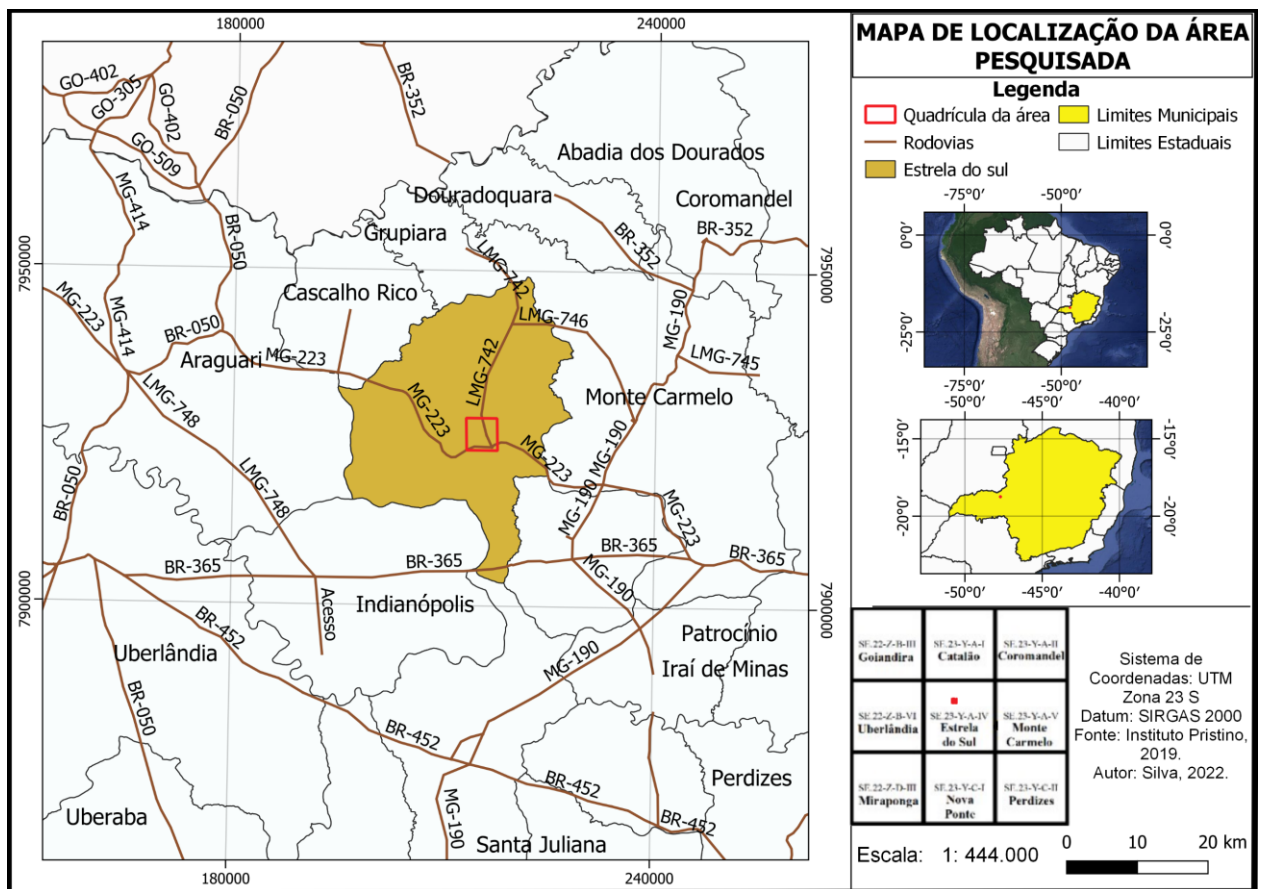 180000
240000
MAPA DE LOCALIZAÇÃO DA ÁREA
PESQUISADA
Legenda
Quadrícula da área
Limites Municipais
Rodovias
Limites Estaduais
Estrela do sul
GO-402
GO-305
GO-402
BR-050
BR-352
GO-509
MG-414
BR-050
Abadia dos Dourados
Douradoquara
Coromandel
Grupiara
BR-352
BR-352
7950000
7950000
LMG-742
MG-223
MG-414
Cascalho Rico
BR-050
LMG-746
MG-190
Araguari
MG-223
LMG-742
LMG-745
LMG-748
MG-223
Monte Carmelo
MG-223
MG-190
MG-190
BR-050
LMG-748
MG-223
BR-365
BR-365
BR-365
BR-365
MG-190
7900000
7900000
Acesso
Indianópolis
BR-452
Patrocínio
Uberlândia
MG-190
Iraí de Minas
BR-050
BR-452
BR-452
Perdizes
MG-190
BR-452
Uberaba
Santa Juliana
180000
240000
-75°0′
-50°0′
0°0′
0°0′
-25°0′
-25°0′
-75°0′
-50°0′
-50°0′
-45°0′
-40°0′
-15°0′
-15°0′
-20°0′
-20°0′
-50°0′
-45°0′
-40°0′
SE.22-Z-B-III
Goiandira
SE.23-Y-A-I
Catalão
SE.23-Y-A-II
Coromandel
SE.22-Z-B-VI
Uberlândia
SE.23-Y-A-IV
Estrela
do Sul
SE.23-Y-A-V
Monte
Carmelo
SE.22-Z-D-III
Miraponga
SE.23-Y-C-I
Nova
Ponte
SE.23-Y-C-II
Perdizes
Sistema de
Coordenadas: UTM
Zona 23 S
Datum: SIRGAS 2000
Fonte: Instituto Pristino,
2019.
Autor: Silva, 2022.
Escala: 1: 444.000
0 10 20 km